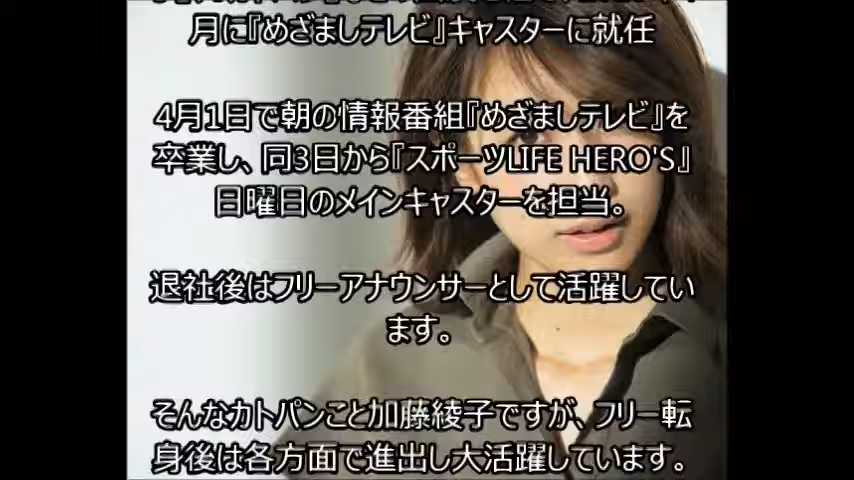 月に『めざましテレビ』キャスターに就任
4月1日で朝の情報番組『めざましテレビ』を
卒業し、同3日から『スポーツLIFE HERO'S』
日曜日のメインキャスターを担当。
退社後はフリーアナウンサーとして活躍してい
ます。
そんなカトパンこと加藤綾子ですが、フリー転
身後は各方面で進出し大活躍しています。